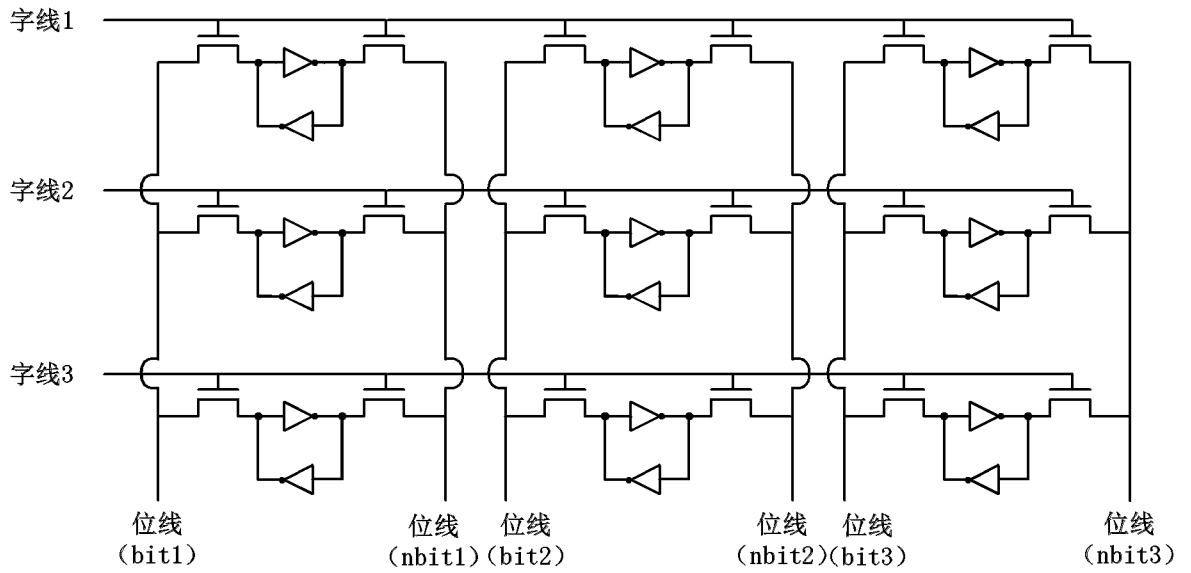 字线1
字线2
字线3
位线 位线 位线 位线 位线 位线
(bit1) (nbit1) (bit2) (nbit2) (bit3) (nbit3)